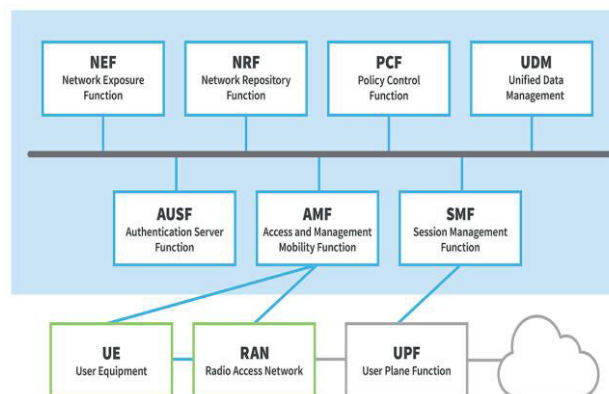 NEF
Network Exposure
Function
NRF
Network Repository
Function
PCF
Policy Control
Function
UDM
Unified Data
Management
AUSF
Authentication Server
Function
AMF
Access and Management
Mobility Function
SMF
Session Management
Function
UE
User Equipment
RAN
Radio Access Network
UPF
User Plane Function